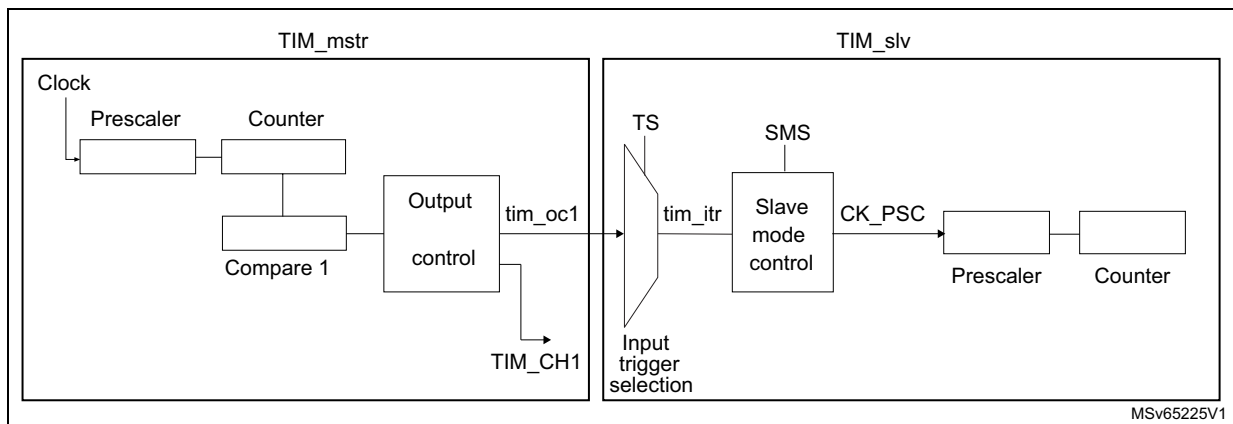 TIM_mstr
TIM_slv
Clock
Prescaler
Counter
Compare 1
Output
control
tim_oc1
TIM_CH1
TS
Input
trigger
selection
tim_itr
SMS
Slave
mode
control
CK_PSC
Prescaler
Counter
MSv65225V1